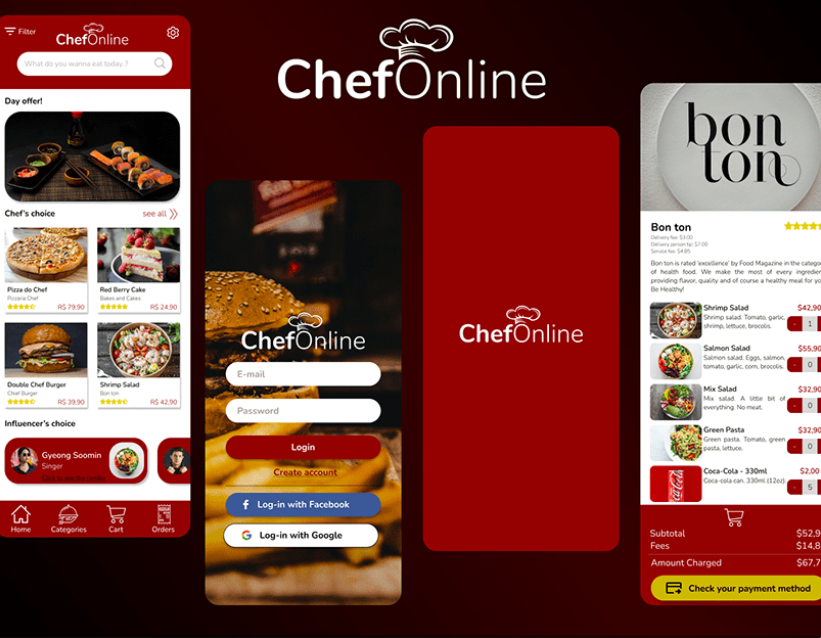 ChefOnline
Filter
ChefOnline
What do you wanna eat today..?
Day offer!
Chef's choice
see all
Pizza do Chef
Pizzaria Chef
R$ 79,90
Red Berry Cake
Bakes and Cakes
R$ 24,90
Double Chef Burger
Chef Burger
R$ 39,90
Shrimp Salad
Bon ton
R$ 42,90
Influencer's choice
Gyeong Soomin
Singer
Home
Categories
Cart
Orders
ChefOnline
E-mail
Password
Login
Create account
Log-in with Facebook
Log-in with Google
ChefOnline
bon
ton
Bon ton
Delivery fee: $3.00
Delivery person tip: $7.00
Service fee: $4.85
Bon ton is rated 'excellence' by Food Magazine in the catego
of health food. We make the most of every ingredien
providing flavor, quality and of course a healthy meal for yo
Be Healthy!
Shrimp Salad
$42,90
Shrimp salad. Tomato, garlic,
shrimp, lettuce, brocolis.
- 1
Salmon Salad
$55,90
Salmon salad. Eggs, salmon,
tomato, garlic, corn, brocolis.
- 0
Mix Salad
$32,90
Mix salad. A little bit of
everything. No meat.
- 0
Green Pasta
$32,90
Green pasta. Tomato, green
pasta, lettuce.
- 0
Coca-Cola - 330ml
$2,00
Coca-cola can. 330ml (12oz).
- 5
Coca-Cola
Subtotal
$52,9
Fees
$14,8
Amount Charged
$67,7
Check your payment method